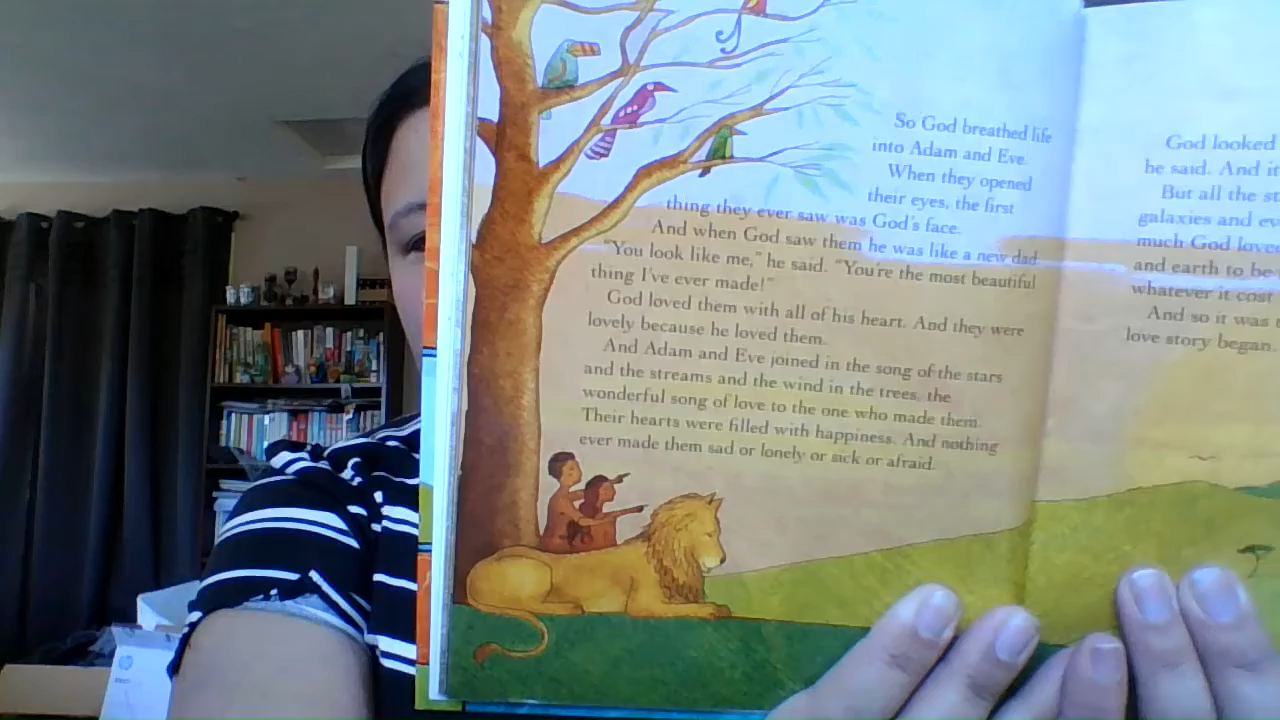 So God breathed life
into Adam and Eve.
When they opened
their eyes, the first
thing they ever saw was God's face.
And when God saw them he was like a new dad.
"You look like me," he said. "You're the most beautiful
thing I've ever made!"
God loved them with all of his heart. And they were
lovely because he loved them.
And Adam and Eve joined in the song of the stars
and the streams and the wind in the trees, the
wonderful song of love to the one who made them.
Their hearts were filled with happiness. And nothing
ever made them sad or lonely or sick or afraid.
God looked
he said. And it
But all the st
galaxies and ev
much God love
and earth to be
whatever it cost
And so it was
love story began.
hp